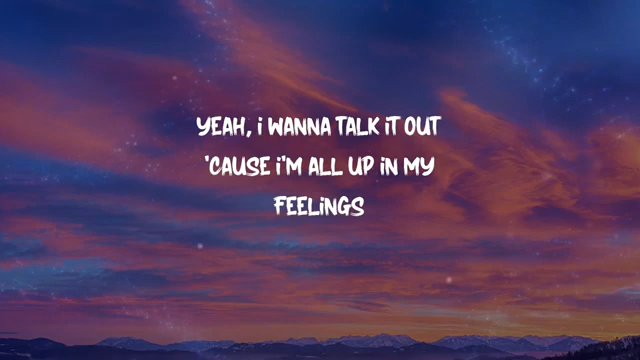 YEAH, i WANNA TALK iT OUT
'CAUSE i'M ALL UP iN MY
FEELiNGS